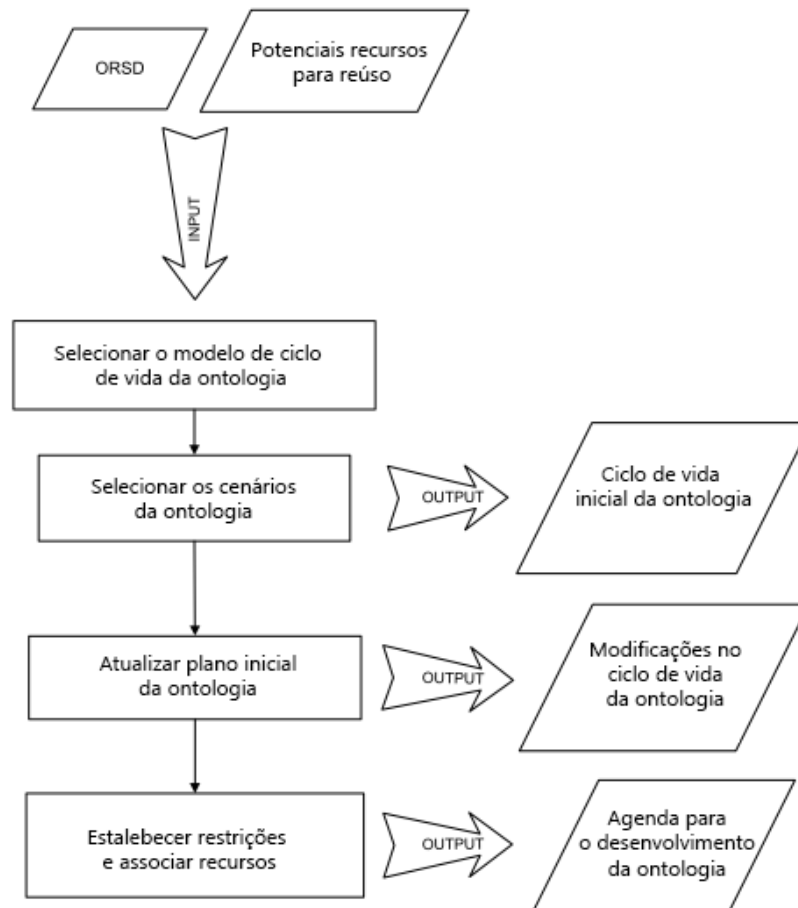 ORSD
Potenciais recursos
para reúso
INPUT
Selecionar o modelo de ciclo
de vida da ontologia
Selecionar os cenários
da ontologia
OUTPUT
Ciclo de vida
inicial da ontologia
Atualizar plano inicial
da ontologia
OUTPUT
Modificações no
ciclo de vida
da ontologia
Estalebecer restrições
e associar recursos
OUTPUT
Agenda para
o desenvolvimento
da ontologia